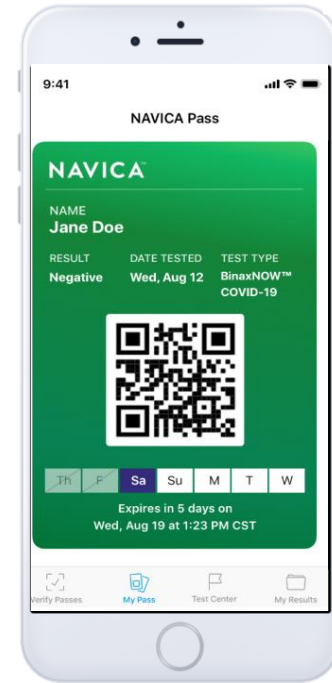 9:41
NAVICA Pass
NAVICA™
NAME
Jane Doe
RESULT DATE TESTED TEST TYPE
Negative Wed, Aug 12 BinaxNOW™
COVID-19
Th F Sa Su M T W
Expires in 5 days on
Wed, Aug 19 at 1:23 PM CST
Verify Passes My Pass Test Center My Results